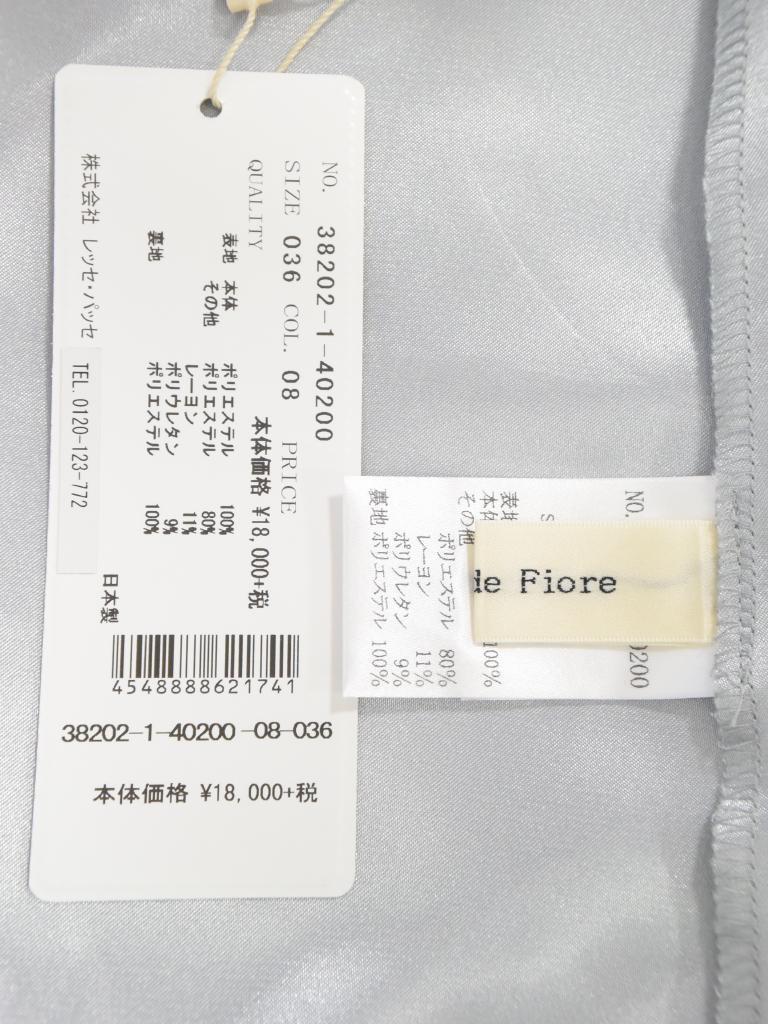 NO. 38202-1-40200
SIZE 036 COL. 08 PRICE
本体価格 ¥18,000+税
QUALITY
表地 本体 ポリエステル 100%
その他 ポリエステル 80%
レーヨン 11%
ポリウレタン 9%
裏地 ポリエステル 100%
日本製
株式会社 レッセ・パッセ
TEL. 0120-123-772
4548888621741
38202-1-40200-08-036
本体価格 ¥18,000+税
NO. 0200
S
表地
本体 100%
その他
ポリエステル 80%
レーヨン 11%
ポリウレタン 9%
裏地 ポリエステル 100%
de Fiore